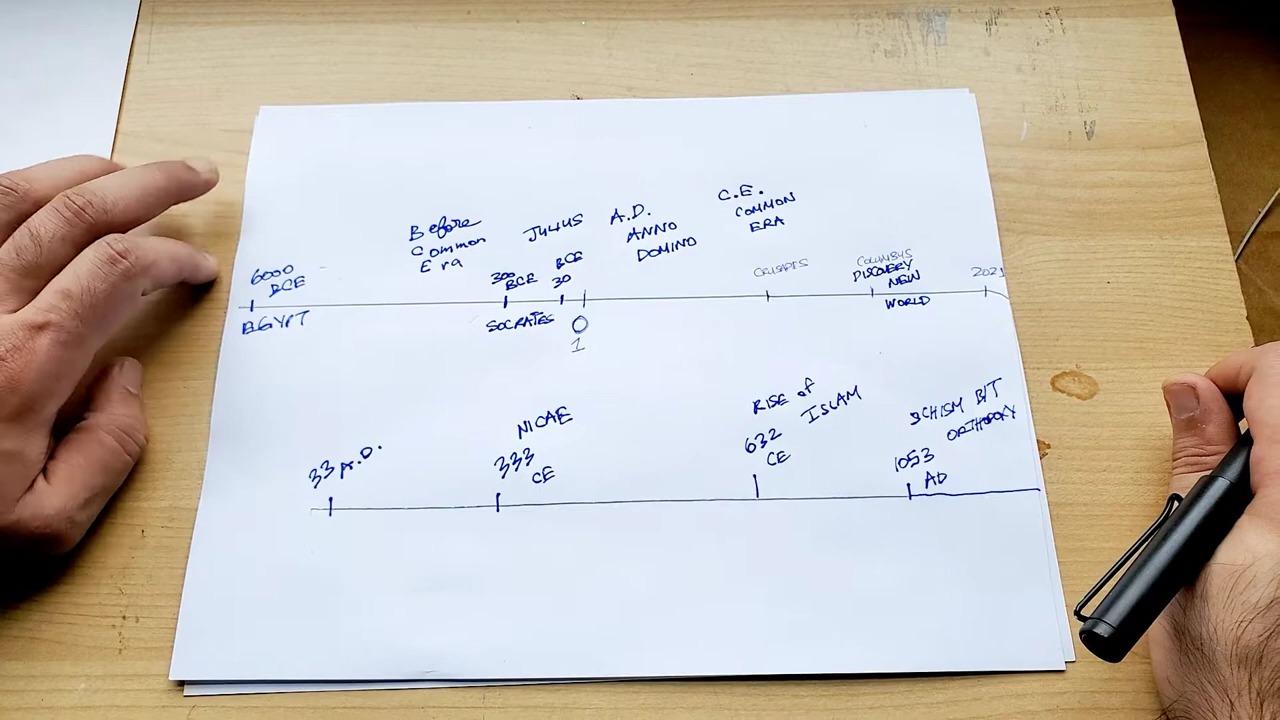 6000
BCE
EGYPT
Before
Common
Era
300
BCE
SOCRATES
JULIUS
BCE
30
0
1
A.D.
ANNO
DOMINO
C.E.
COMMON
ERA
CRUSADES
COLUMBUS
DISCOVERY
NEW
WORLD
2021
33 A.D.
NICAE
333
CE
RISE of
ISLAM
632
CE
SCHISM B/T
ORTHODOXY
1053
AD